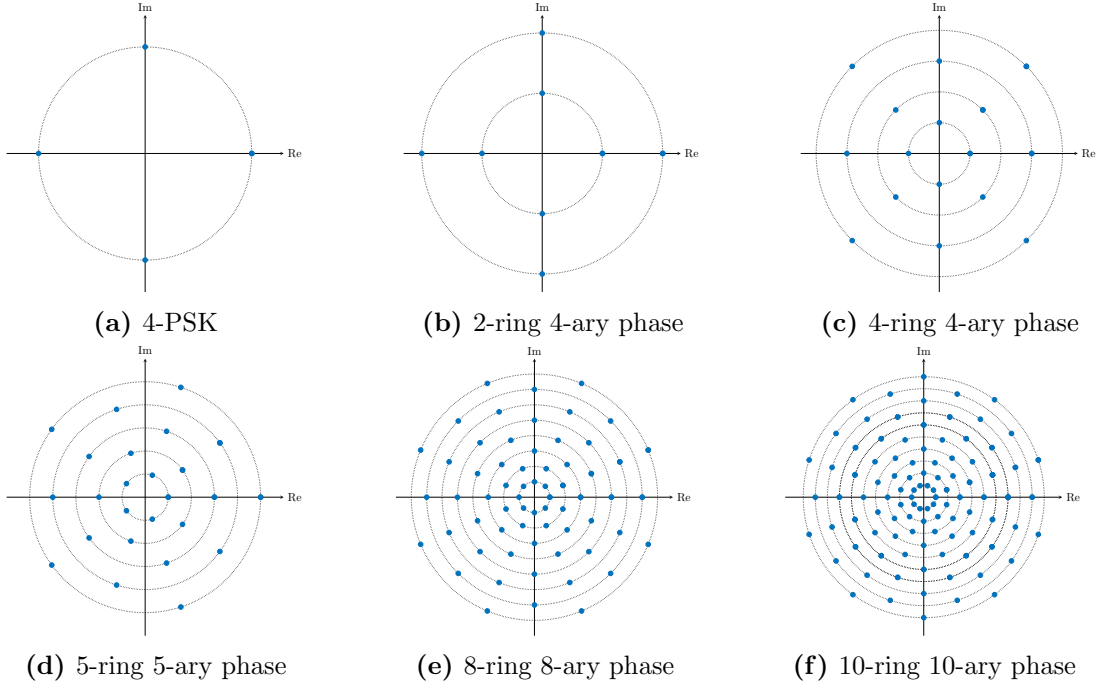 Im
Im
Im
Re
Re
Re
(a) 4-PSK
(b) 2-ring 4-ary phase
(c) 4-ring 4-ary phase
Im
Im
Im
Re
Re
Re
(d) 5-ring 5-ary phase
(e) 8-ring 8-ary phase
(f) 10-ring 10-ary phase